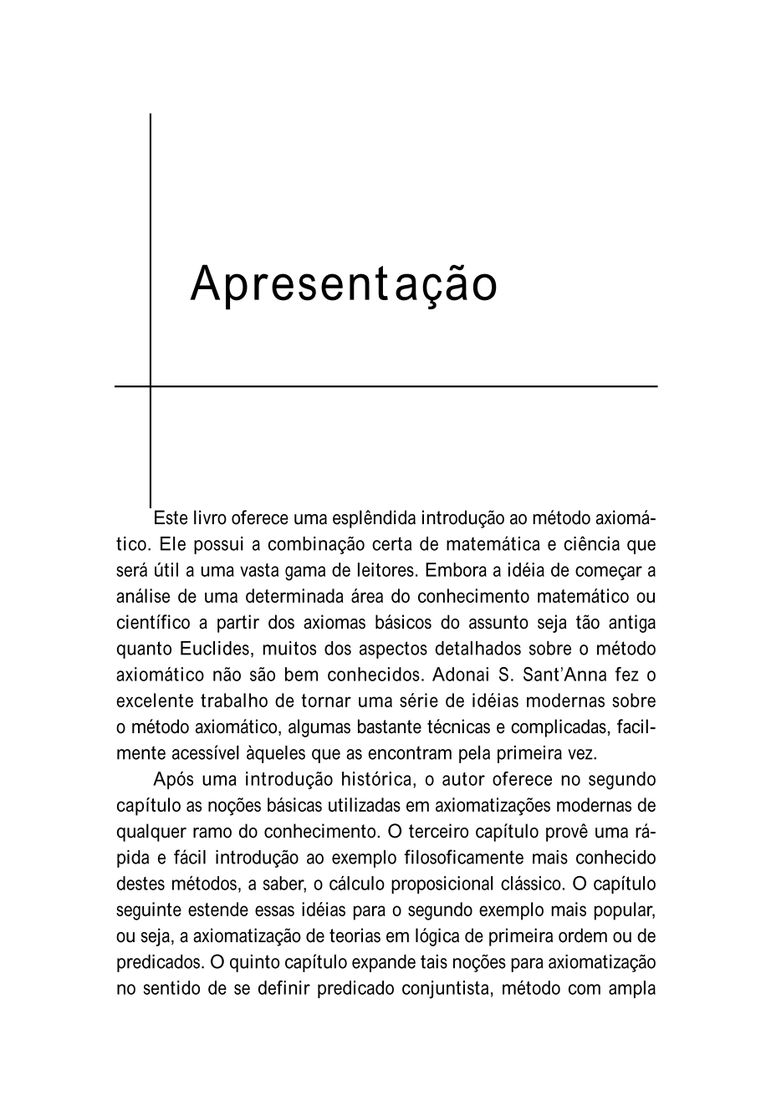 Apresentação
Este livro oferece uma esplêndida introdução ao método axiomá-
tico. Ele possui a combinação certa de matemática e ciência que
será útil a uma vasta gama de leitores. Embora a idéia de começar a
análise de uma determinada área do conhecimento matemático ou
científico a partir dos axiomas básicos do assunto seja tão antiga
quanto Euclides, muitos dos aspectos detalhados sobre o método
axiomático não são bem conhecidos. Adonai S. Sant'Anna fez o
excelente trabalho de tornar uma série de idéias modernas sobre
o método axiomático, algumas bastante técnicas e complicadas, facil-
mente acessível àqueles que as encontram pela primeira vez.
Após uma introdução histórica, o autor oferece no segundo
capítulo as noções básicas utilizadas em axiomatizações modernas de
qualquer ramo do conhecimento. O terceiro capítulo provê uma rá-
pida e fácil introdução ao exemplo filosoficamente mais conhecido
destes métodos, a saber, o cálculo proposicional clássico. O capítulo
seguinte estende essas idéias para o segundo exemplo mais popular,
ou seja, a axiomatização de teorias em lógica de primeira ordem ou de
predicados. O quinto capítulo expande tais noções para axiomatização
no sentido de se definir predicado conjuntista, método com ampla